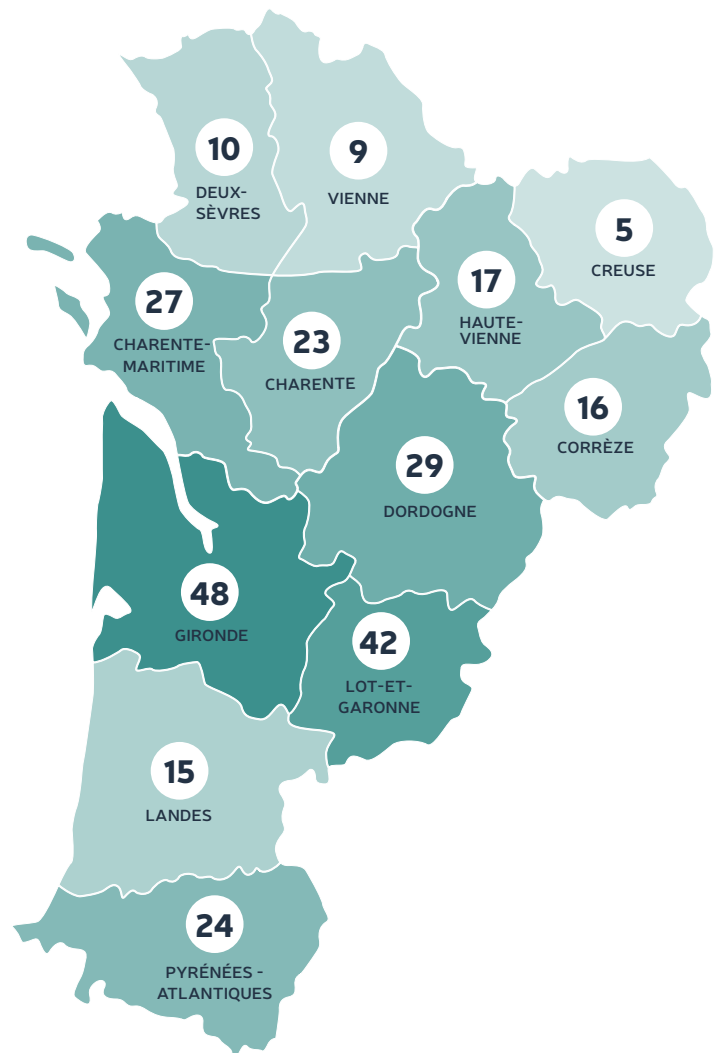 10
DEUX-
SÈVRES
9
VIENNE
5
CREUSE
17
HAUTE-
VIENNE
27
CHARENTE-
MARITIME
23
CHARENTE
16
CORRÈZE
29
DORDOGNE
48
GIRONDE
42
LOT-ET-
GARONNE
15
LANDES
24
PYRÉNÉES -
ATLANTIQUES